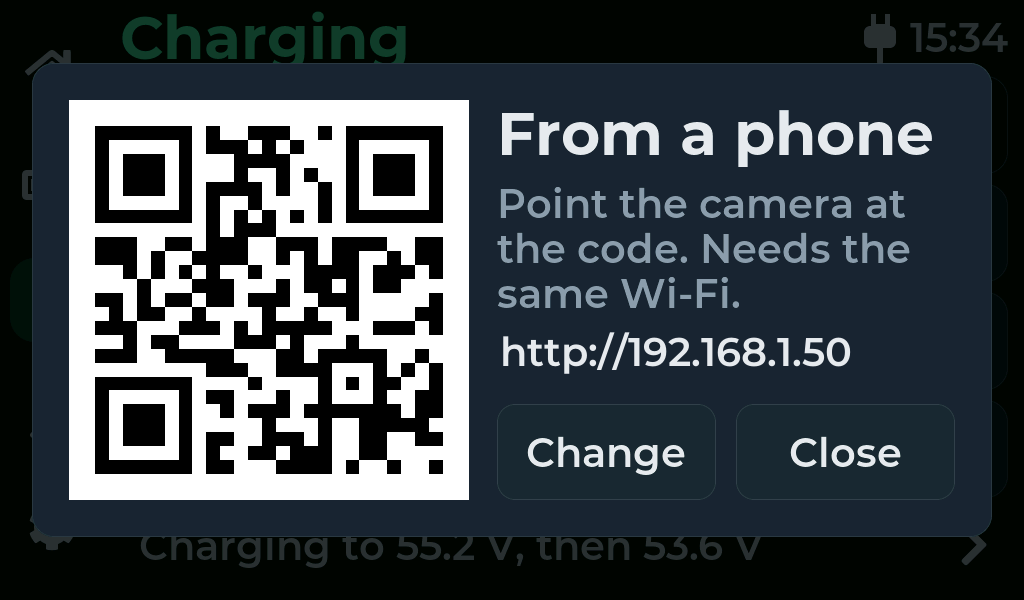 Charging
15:34
From a phone
Point the camera at
the code. Needs the
same Wi-Fi.
http://192.168.1.50
Change
Close
Charging to 55.2 V, then 53.6 V